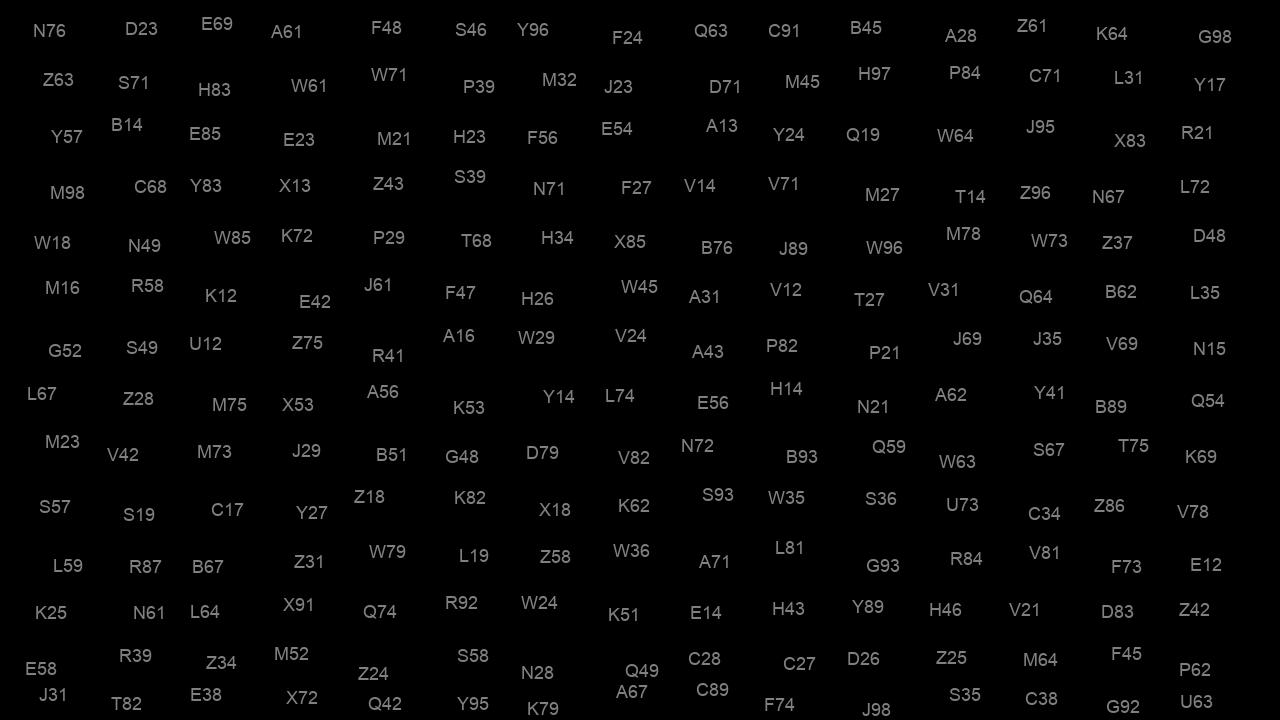 N76 D23 E69 A61 F48 S46 Y96 F24 Q63 C91 B45 A28 Z61 K64 G98
Z63 S71 H83 W61 W71 P39 M32 J23 D71 M45 H97 P84 C71 L31 Y17
Y57 B14 E85 E23 M21 H23 F56 E54 A13 Y24 Q19 W64 J95 X83 R21
M98 C68 Y83 X13 Z43 S39 N71 F27 V14 V71 M27 T14 Z96 N67 L72
W18 N49 W85 K72 P29 T68 H34 X85 B76 J89 W96 M78 W73 Z37 D48
M16 R58 K12 E42 J61 F47 H26 W45 A31 V12 T27 V31 Q64 B62 L35
G52 S49 U12 Z75 R41 A16 W29 V24 A43 P82 P21 J69 J35 V69 N15
L67 Z28 M75 X53 A56 K53 Y14 L74 E56 H14 N21 A62 Y41 B89 Q54
M23 V42 M73 J29 B51 G48 D79 V82 N72 B93 Q59 W63 S67 T75 K69
S57 S19 C17 Y27 Z18 K82 X18 K62 S93 W35 S36 U73 C34 Z86 V78
L59 R87 B67 Z31 W79 L19 Z58 W36 A71 L81 G93 R84 V81 F73 E12
K25 N61 L64 X91 Q74 R92 W24 K51 E14 H43 Y89 H46 V21 D83 Z42
E58 R39 Z34 M52 Z24 S58 N28 Q49 C28 C27 D26 Z25 M64 F45 P62
J31 T82 E38 X72 Q42 Y95 K79 A67 C89 F74 J98 S35 C38 G92 U63